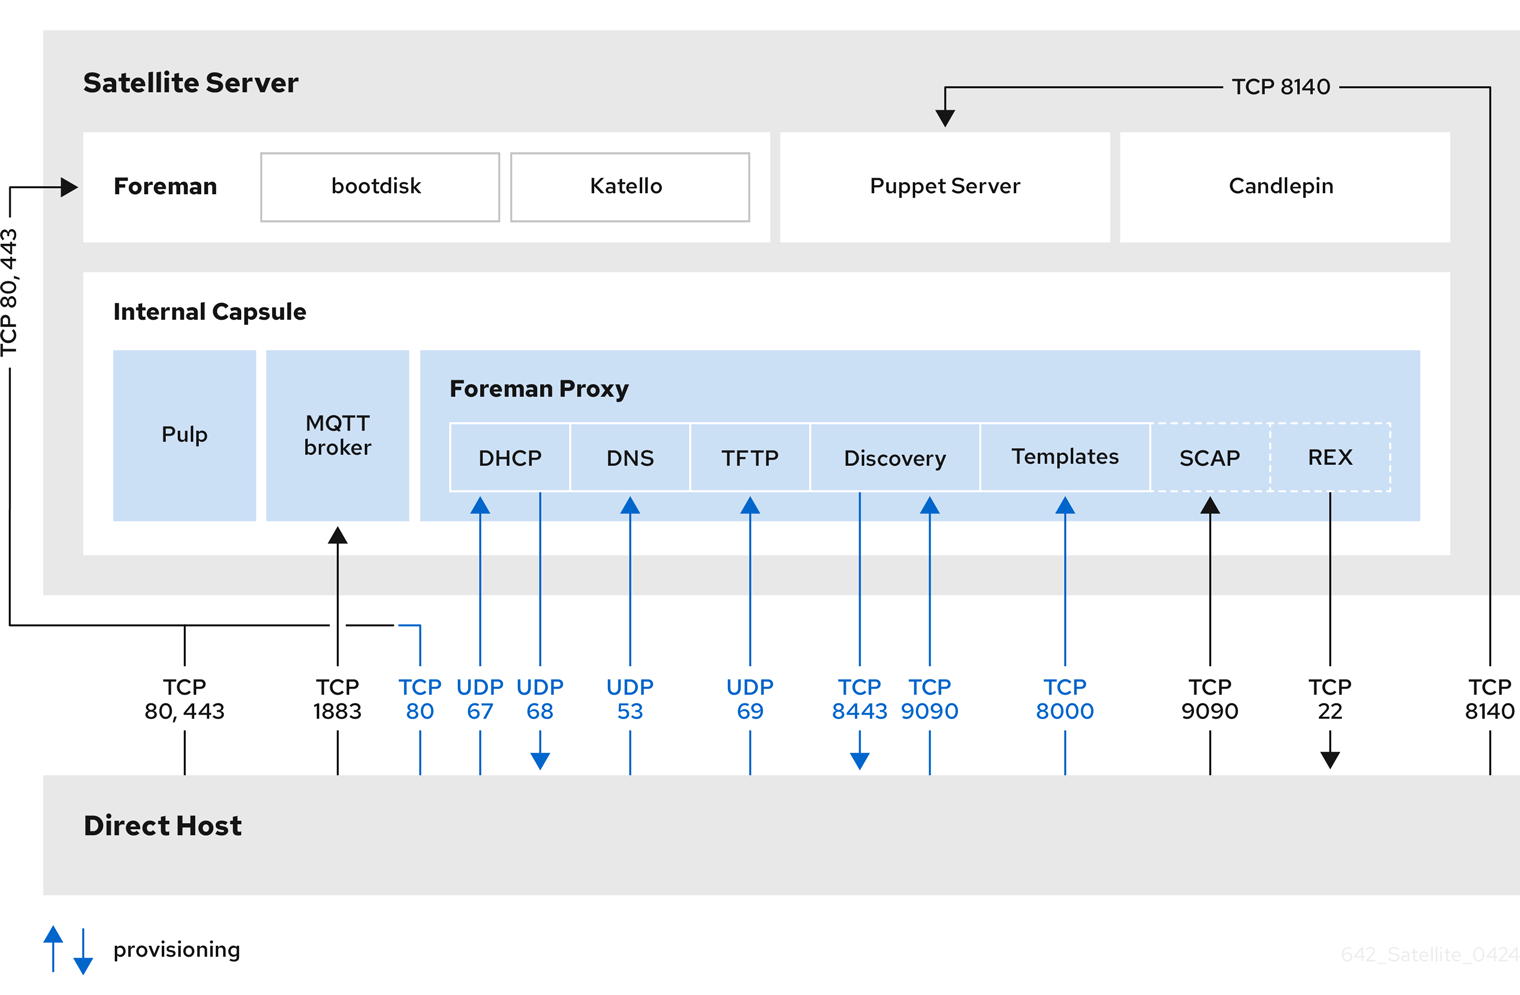 Satellite Server
TCP 8140
Foreman
bootdisk
Katello
Puppet Server
Candlepin
TCP 80, 443
Internal Capsule
Pulp
MQTT
broker
Foreman Proxy
DHCP
DNS
TFTP
Discovery
Templates
SCAP
REX
TCP
80, 443
TCP
1883
TCP
80
UDP
67
UDP
68
UDP
53
UDP
69
TCP
8443
TCP
9090
TCP
8000
TCP
9090
TCP
22
TCP
8140
Direct Host
provisioning
642_Satellite_0424